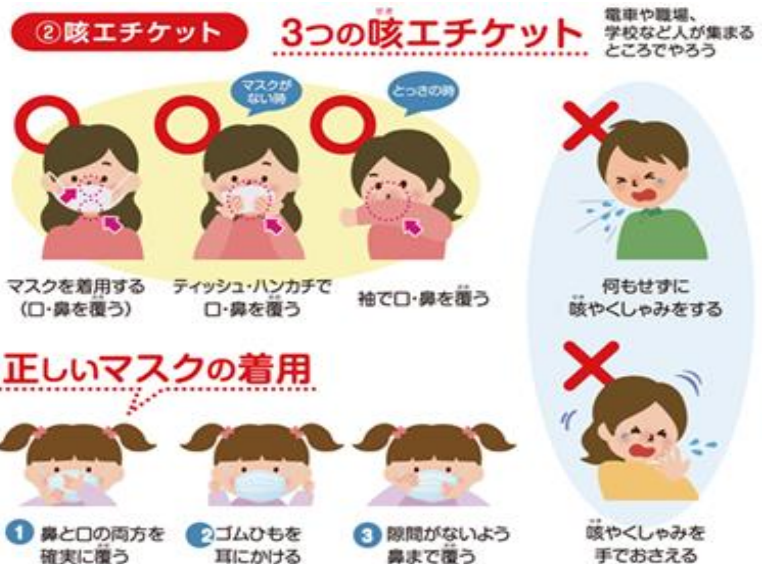 ②咳エチケット
3つの咳エチケット
せき
電車や職場、
学校など人が集まる
ところでやろう
マスクが
ない時
とっさの時
マスクを着用する
（口・鼻を覆う）
ティッシュ・ハンカチで
口・鼻を覆う
袖で口・鼻を覆う
何もせずに
咳やくしゃみをする
正しいマスクの着用
1 鼻と口の両方を
確実に覆う
2 ゴムひもを
耳にかける
3 隙間がないよう
鼻まで覆う
咳やくしゃみを
手でおさえる